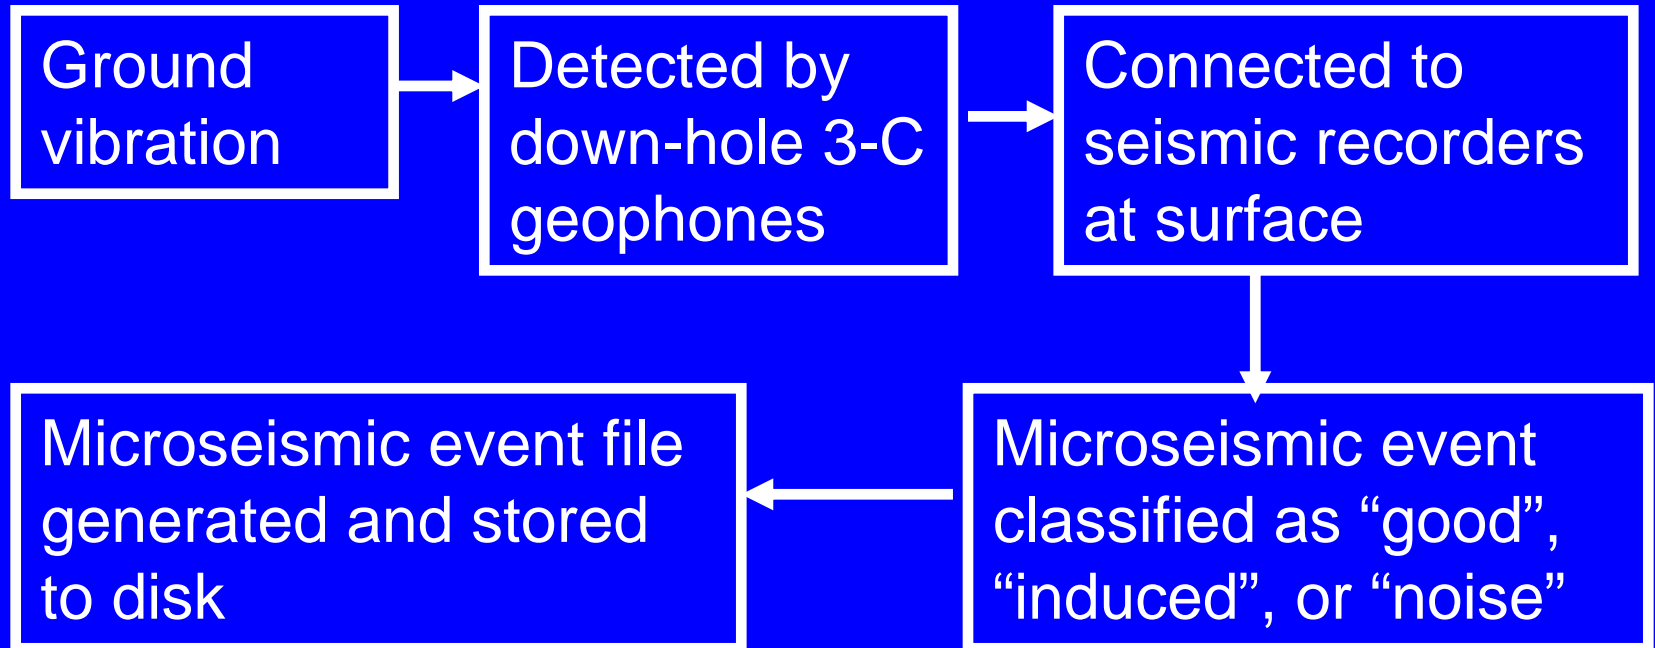 Ground
vibration
Detected by
down-hole 3-C
geophones
Connected to
seismic recorders
at surface
Microseismic event
classified as “good”,
“induced”, or “noise”
Microseismic event file
generated and stored
to disk